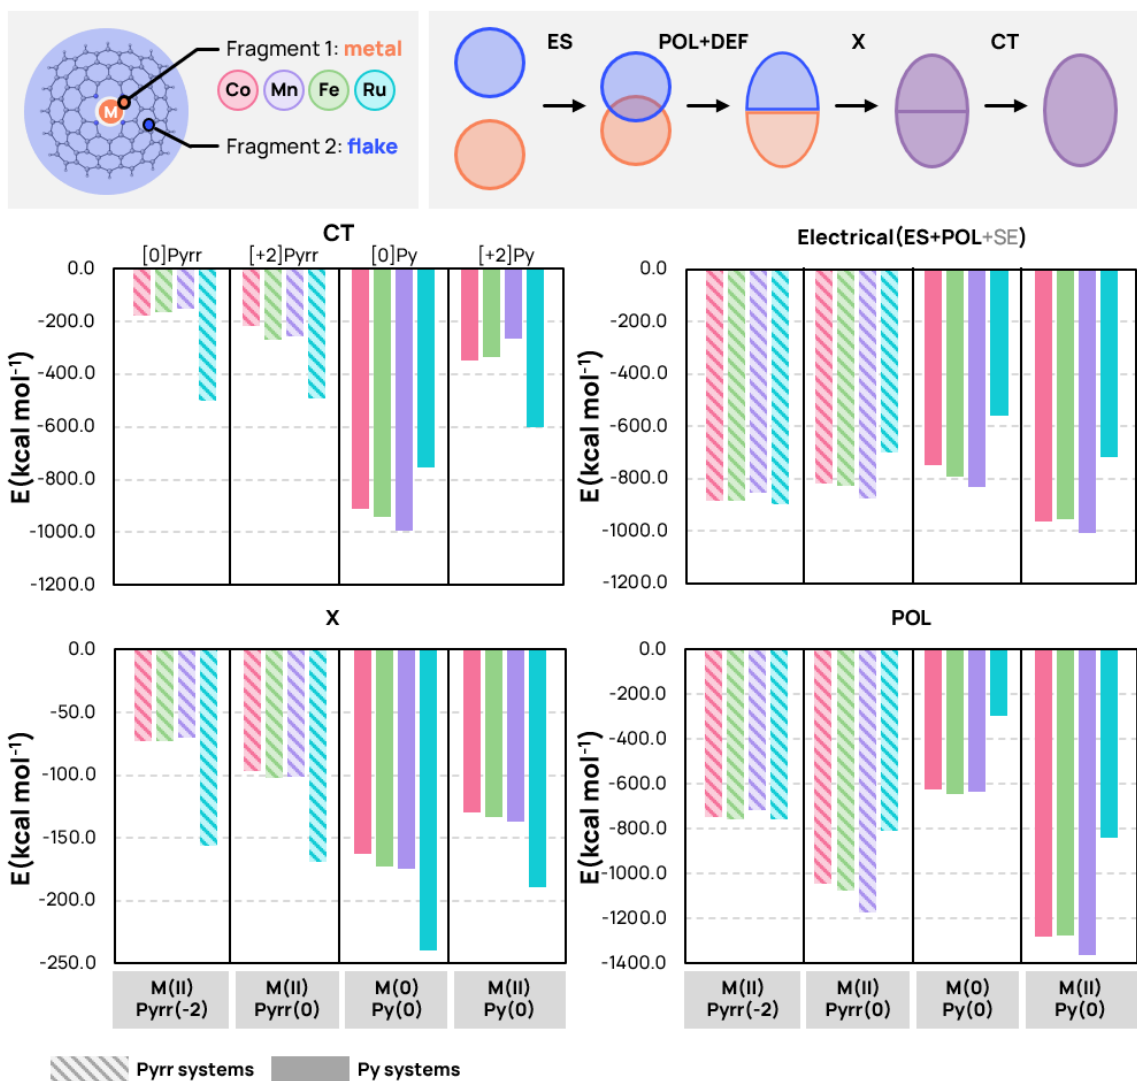 Fragment 1: metal
Co Mn Fe Ru
M
Fragment 2: flake
ES POL+DEF X CT
CT
[0]Pyrr [+2]Pyrr [0]Py [+2]Py
E(kcal mol⁻¹)
0.0
-200.0
-400.0
-600.0
-800.0
-1000.0
-1200.0
Electrical(ES+POL+SE)
E(kcal mol⁻¹)
0.0
-200.0
-400.0
-600.0
-800.0
-1000.0
-1200.0
X
E(kcal mol⁻¹)
0.0
-50.0
-100.0
-150.0
-200.0
-250.0
M(II) M(II) M(0) M(II)
Pyrr(-2) Pyrr(0) Py(0) Py(0)
POL
E(kcal mol⁻¹)
0.0
-200.0
-400.0
-600.0
-800.0
-1000.0
-1200.0
-1400.0
M(II) M(II) M(0) M(II)
Pyrr(-2) Pyrr(0) Py(0) Py(0)
Pyrr systems Py systems